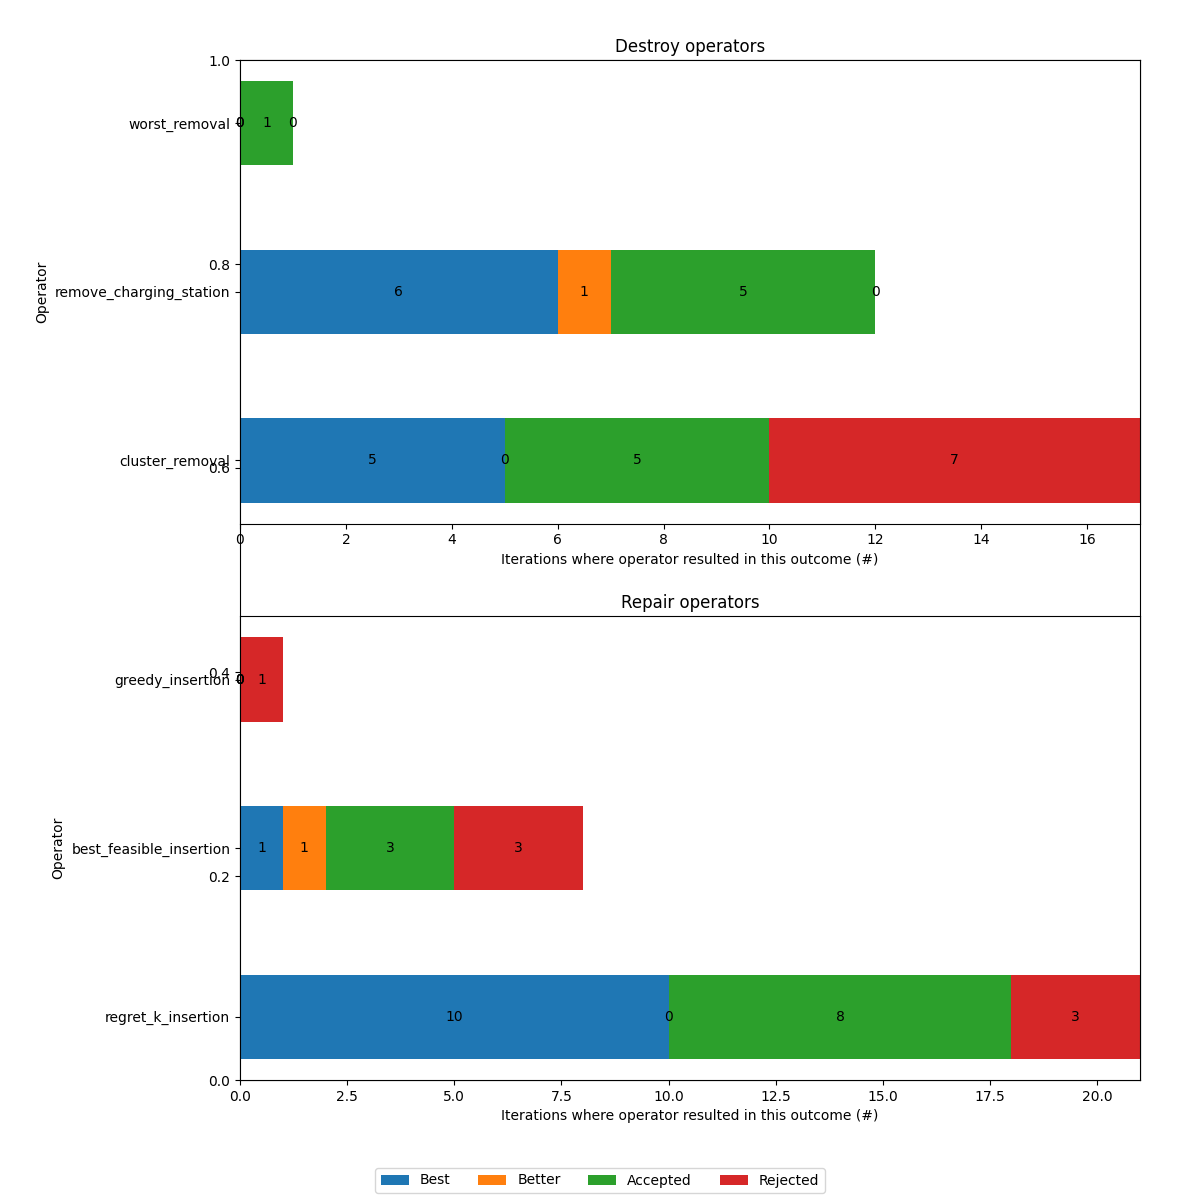 Destroy operators
1.0
worst_removal 0 0 1 0
0.8
Operator
remove_charging_station 6 1 5 0
cluster_removal 5 0 5 7
0.6
0 2 4 6 8 10 12 14 16
Iterations where operator resulted in this outcome (#)
Repair operators
0.4
greedy_insertion 0 0 0 1
Operator
best_feasible_insertion 1 1 3 3
0.2
regret_k_insertion 10 0 8 3
0.0
0.0 2.5 5.0 7.5 10.0 12.5 15.0 17.5 20.0
Iterations where operator resulted in this outcome (#)
Best Better Accepted Rejected